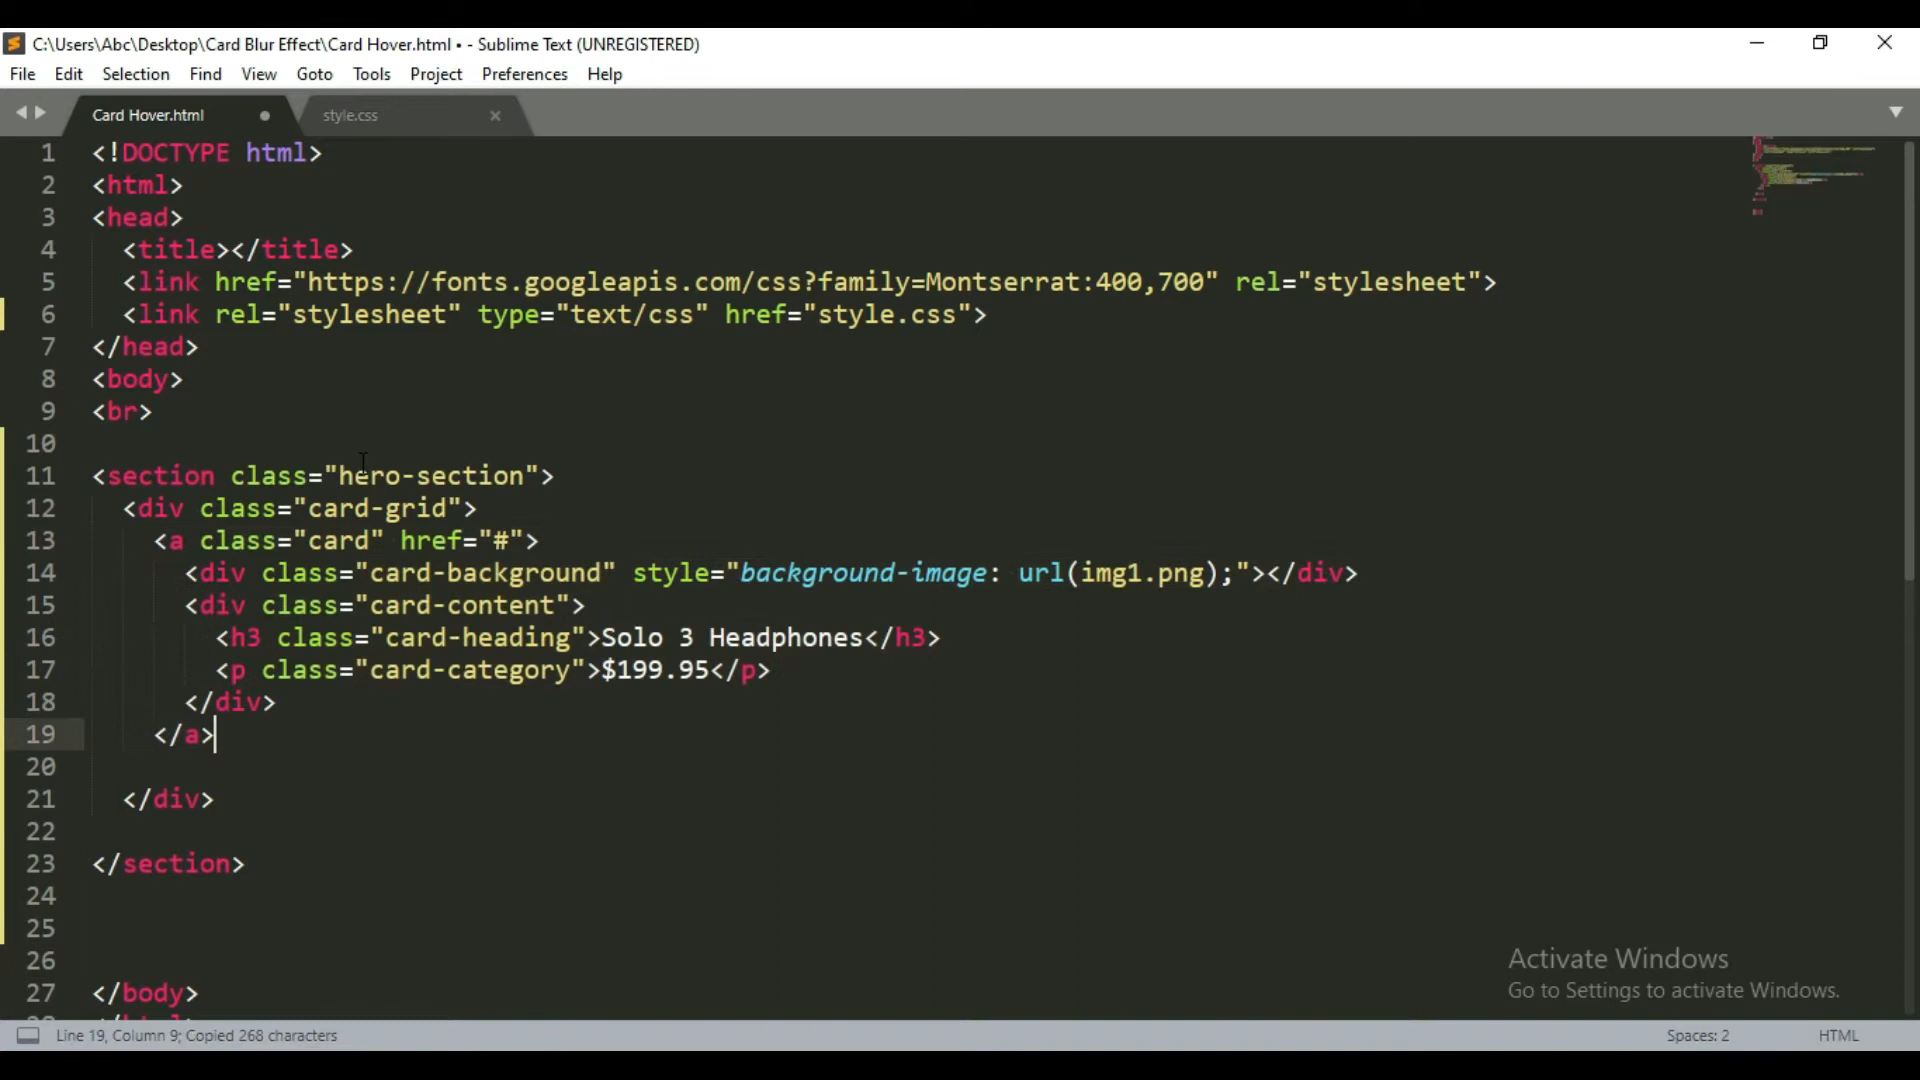 C:\Users\Abc\Desktop\Card Blur Effect\Card Hover.html • - Sublime Text (UNREGISTERED)
File Edit Selection Find View Goto Tools Project Preferences Help
Card Hover.html style.css
1 <!DOCTYPE html>
2 <html>
3 <head>
4 <title></title>
5 <link href="https://fonts.googleapis.com/css?family=Montserrat:400,700" rel="stylesheet">
6 <link rel="stylesheet" type="text/css" href="style.css">
7 </head>
8 <body>
9 <br>
10
11 <section class="hero-section">
12 <div class="card-grid">
13 <a class="card" href="#">
14 <div class="card-background" style="background-image: url(img1.png);"></div>
15 <div class="card-content">
16 <h3 class="card-heading">Solo 3 Headphones</h3>
17 <p class="card-category">$199.95</p>
18 </div>
19 </a>
20
21 </div>
22
23 </section>
24
25
26
27 </body>
Activate Windows
Go to Settings to activate Windows.
Line 19, Column 9; Copied 268 characters Spaces: 2 HTML